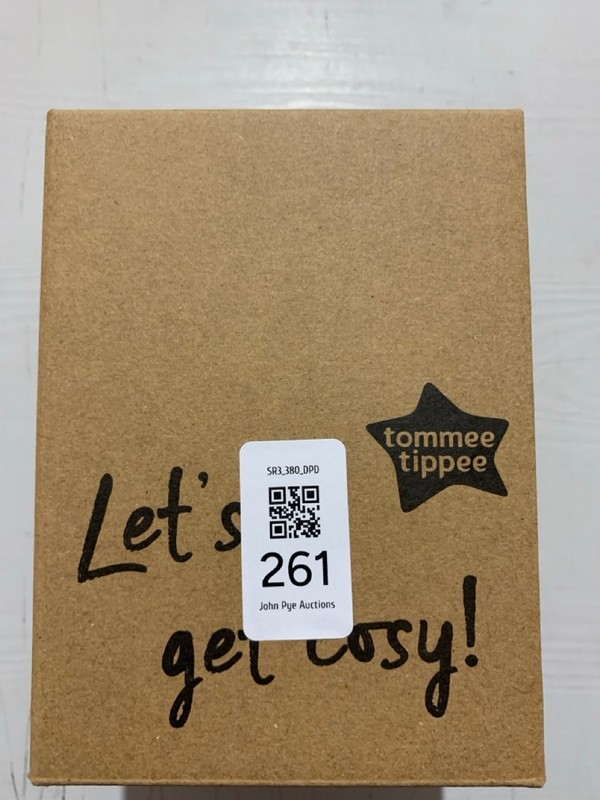 tommee
tippee
Let's
get cosy!
SR3_380_DPD
261
John Pye Auctions